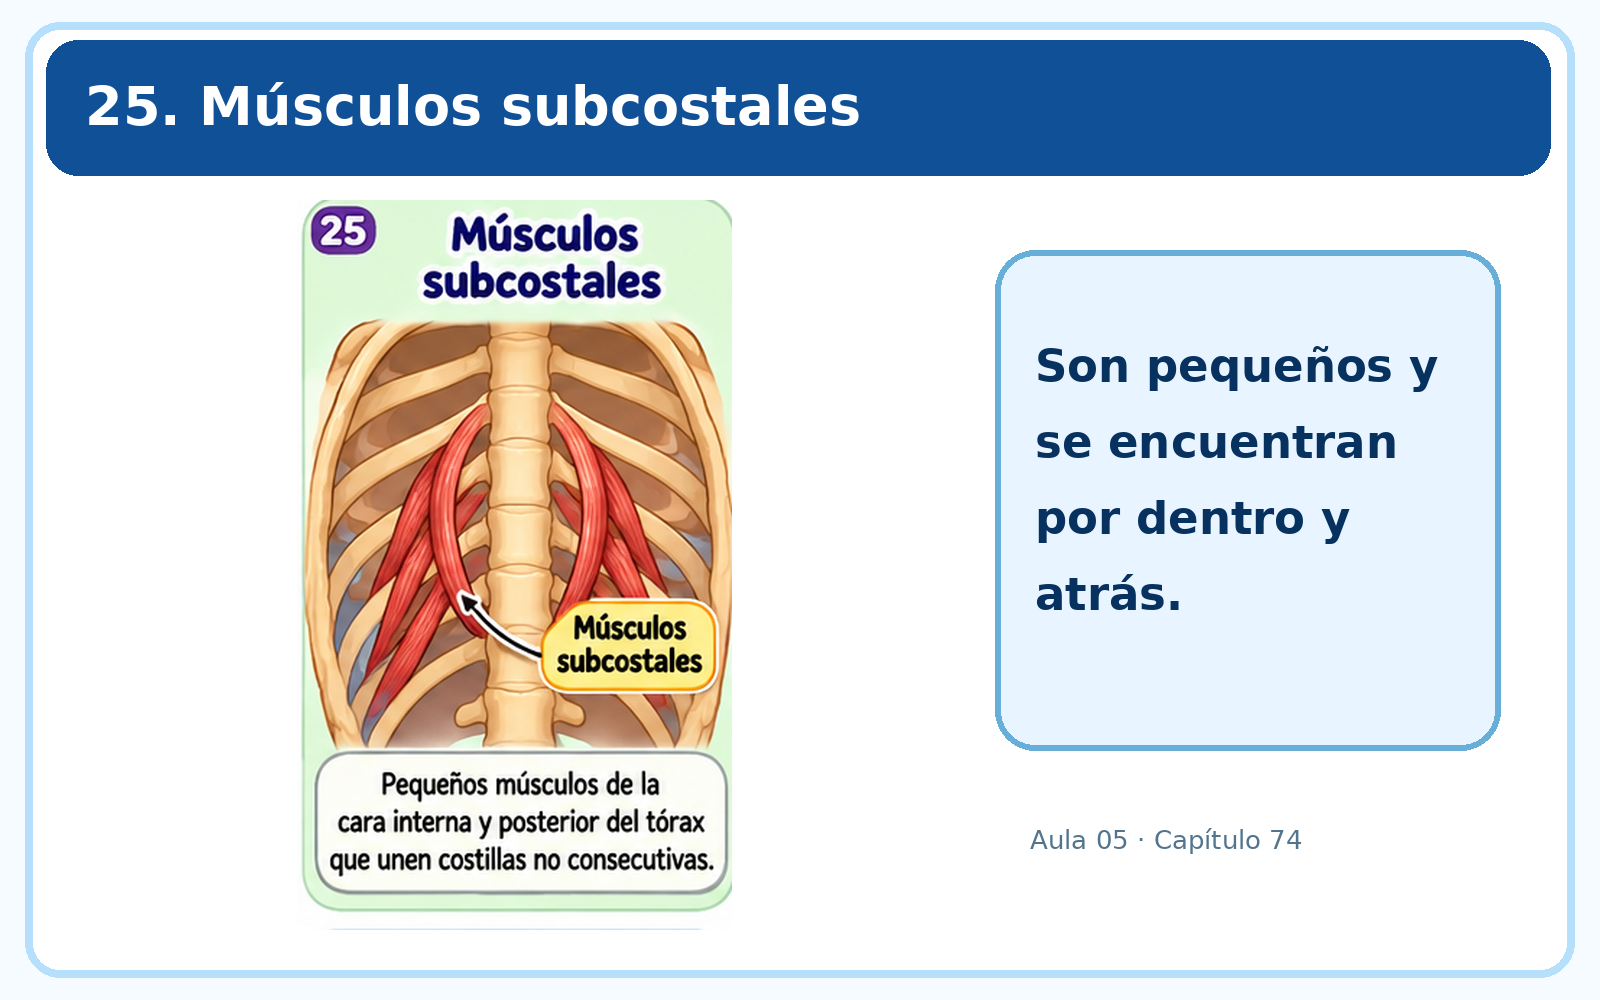 25. Músculos subcostales
25
Músculos
subcostales
Músculos
subcostales
Pequeños músculos de la
cara interna y posterior del tórax
que unen costillas no consecutivas.
Son pequeños y
se encuentran
por dentro y
atrás.
Aula 05 · Capítulo 74